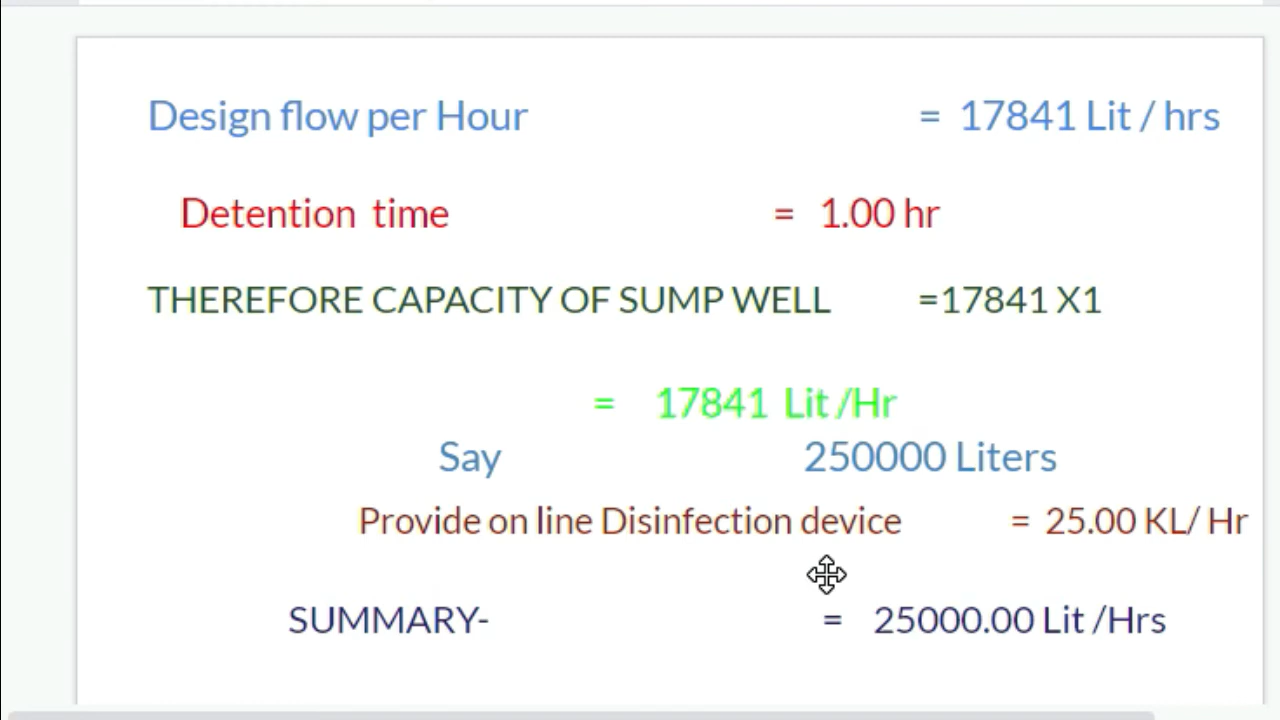 Design flow per Hour = 17841 Lit / hrs
Detention time = 1.00 hr
THEREFORE CAPACITY OF SUMP WELL =17841 X1
= 17841 Lit /Hr
Say 250000 Liters
Provide on line Disinfection device = 25.00 KL/ Hr
SUMMARY- = 25000.00 Lit /Hrs